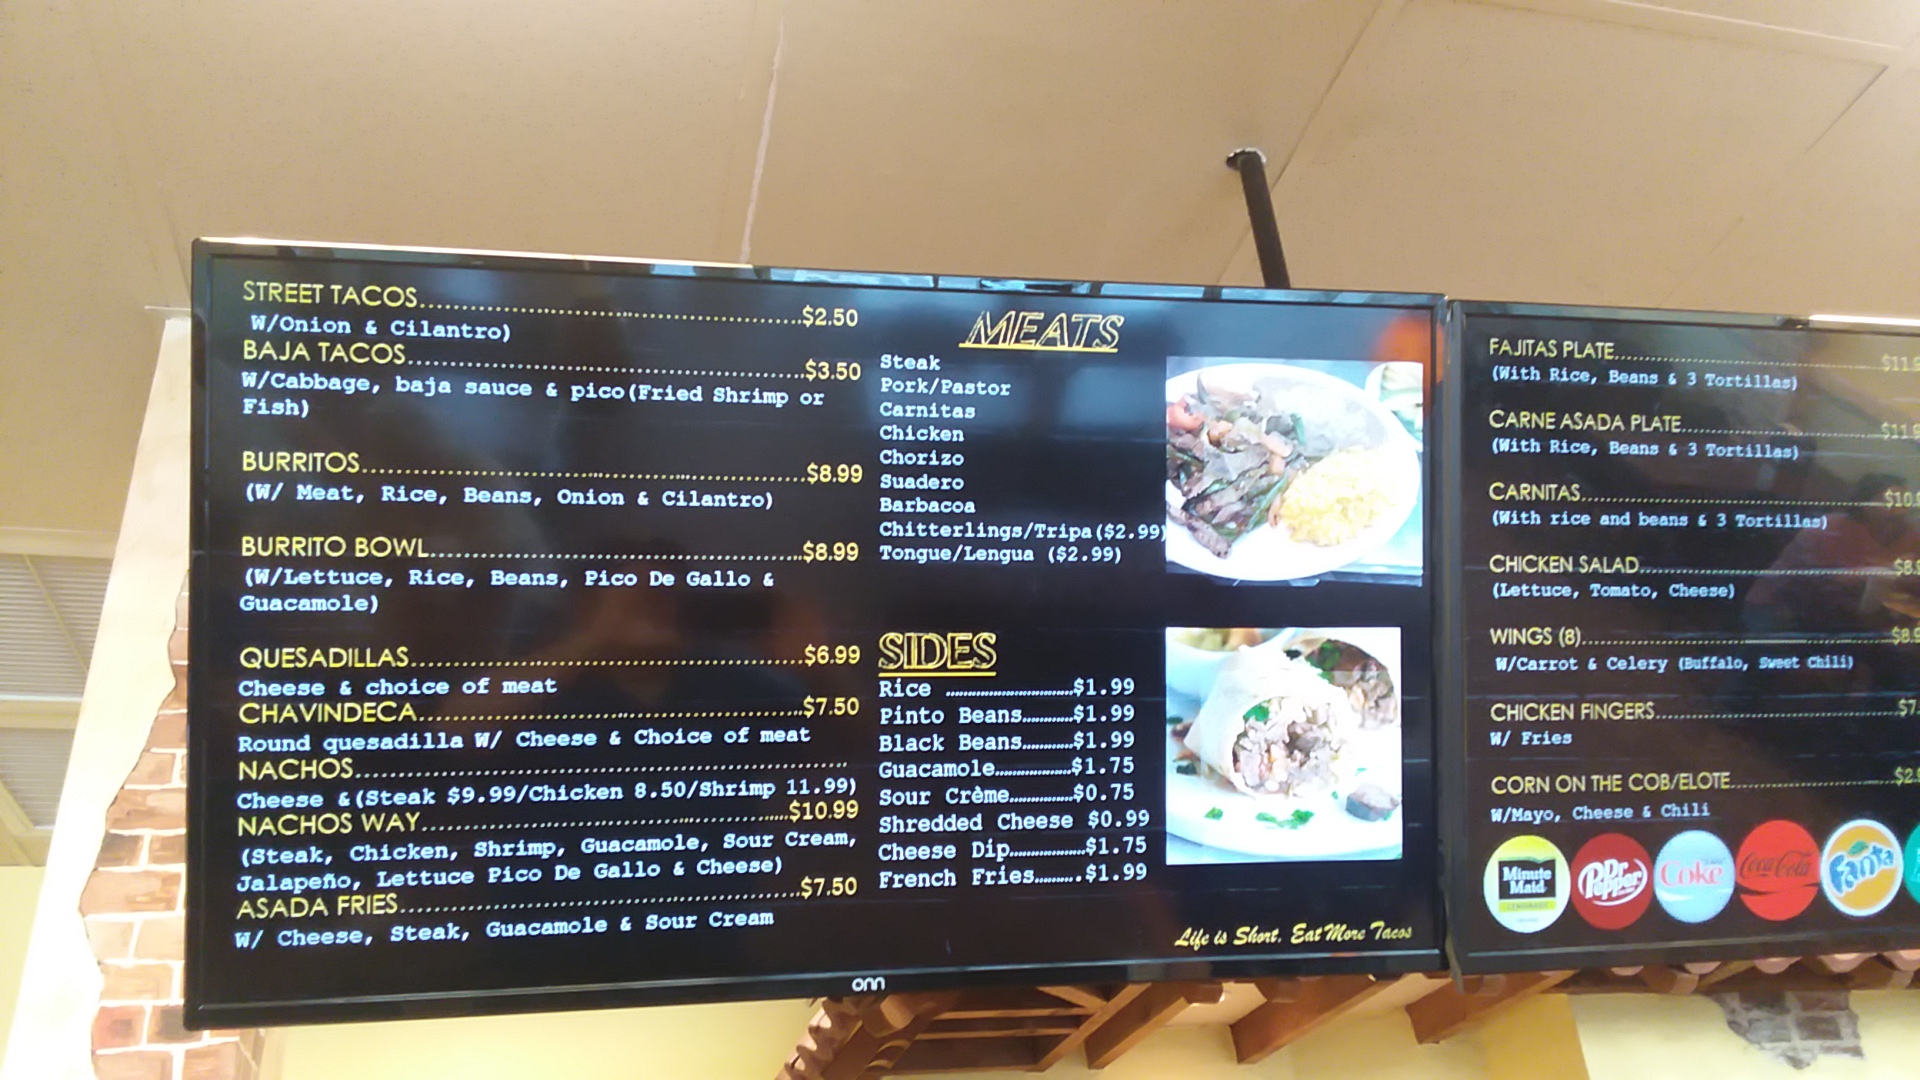 STREET TACOS........$2.50
W/Onion & Cilantro)
BAJA TACOS........$3.50
W/Cabbage, baja sauce & pico(Fried Shrimp or
Fish)
BURRITOS........$8.99
(W/ Meat, Rice, Beans, Onion & Cilantro)
BURRITO BOWL........$8.99
(W/Lettuce, Rice, Beans, Pico De Gallo &
Guacamole)
QUESADILLAS........$6.99
Cheese & choice of meat
CHAVINDECA........$7.50
Round quesadilla W/ Cheese & Choice of meat
NACHOS........
Cheese &(Steak $9.99/Chicken 8.50/Shrimp 11.99)
NACHOS WAY........$10.99
(Steak, Chicken, Shrimp, Guacamole, Sour Cream,
Jalapeño, Lettuce Pico De Gallo & Cheese)
ASADA FRIES........$7.50
W/ Cheese, Steak, Guacamole & Sour Cream
MEATS
Steak
Pork/Pastor
Carnitas
Chicken
Chorizo
Suadero
Barbacoa
Chitterlings/Tripa($2.99)
Tongue/Lengua ($2.99)
SIDES
Rice ........$1.99
Pinto Beans........$1.99
Black Beans........$1.99
Guacamole........$1.75
Sour Crème........$0.75
Shredded Cheese $0.99
Cheese Dip........$1.75
French Fries........$1.99
Life is Short, Eat More Tacos
onn
FAJITAS PLATE........
(With Rice, Beans & 3 Tortillas)
CARNE ASADA PLATE........
(With Rice, Beans & 3 Tortillas)
CARNITAS........
(With rice and beans & 3 Tortillas)
CHICKEN SALAD........
(Lettuce, Tomato, Cheese)
WINGS (8)........
W/Carrot & Celery (Buffalo, Sweet Chili)
CHICKEN FINGERS........
W/ Fries
CORN ON THE COB/ELOTE........
W/Mayo, Cheese & Chili
Minute Maid
LEMONADE
Dr Pepper
Coke
Coca-Cola
Fanta